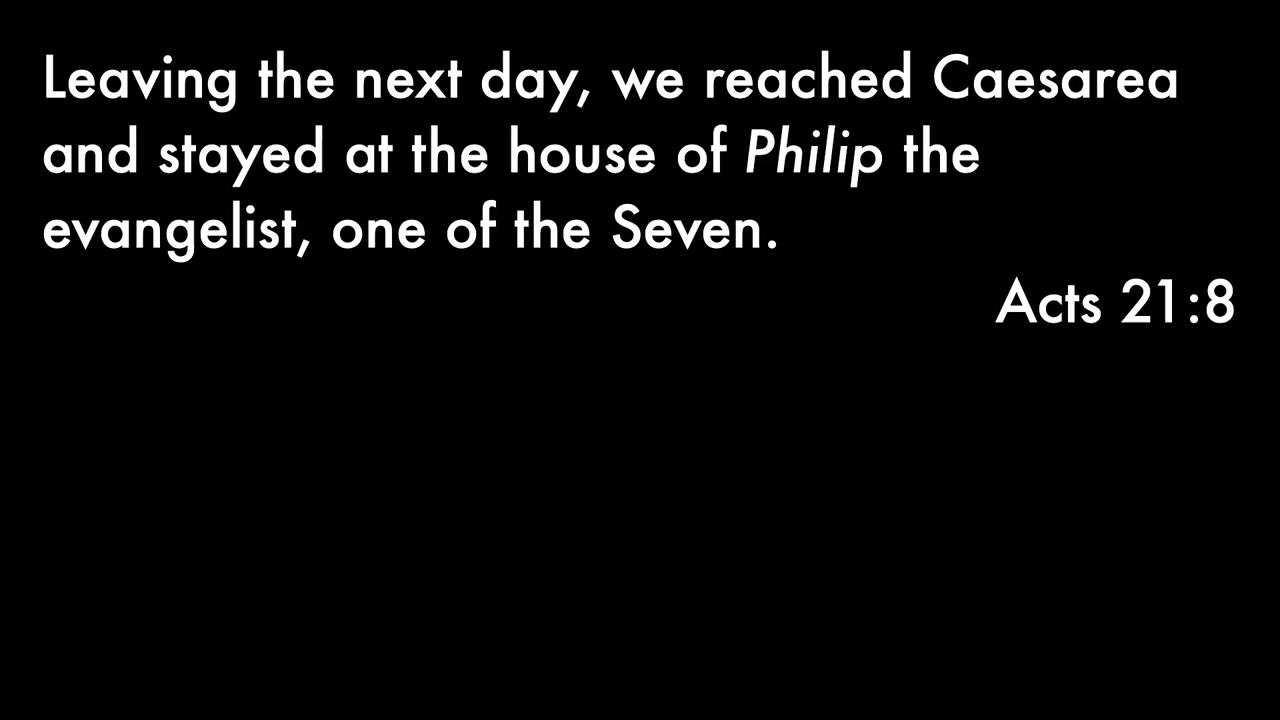 Leaving the next day, we reached Caesarea
and stayed at the house of Philip the
evangelist, one of the Seven.
Acts 21:8